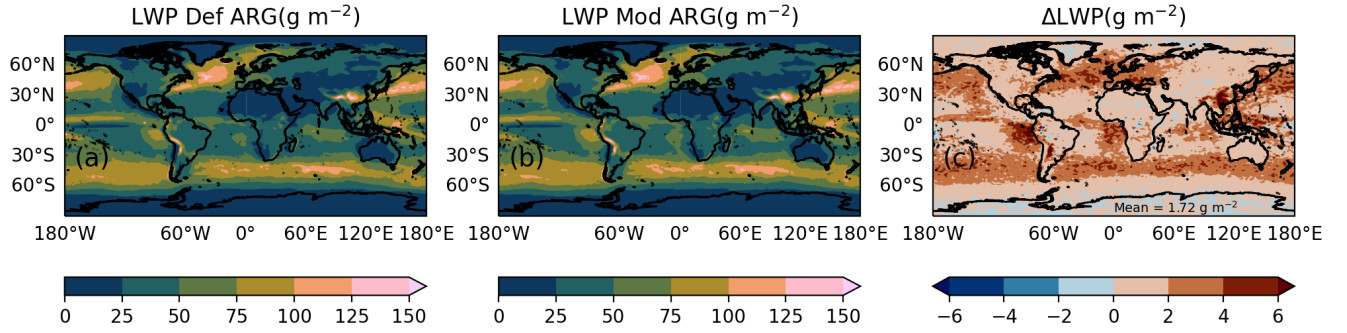 LWP Def ARG(g m⁻²)
LWP Mod ARG(g m⁻²)
ΔLWP(g m⁻²)
60°N
30°N
0°
30°S
60°S
(a)
180°W
60°W
0°
60°E
120°E
180°E
60°N
30°N
0°
30°S
60°S
(b)
180°W
60°W
0°
60°E
120°E
180°E
60°N
30°N
0°
30°S
60°S
(c)
Mean = 1.72 g m⁻²
180°W
60°W
0°
60°E
120°E
180°E
0 25 50 75 100 125 150
0 25 50 75 100 125 150
−6 −4 −2 0 2 4 6